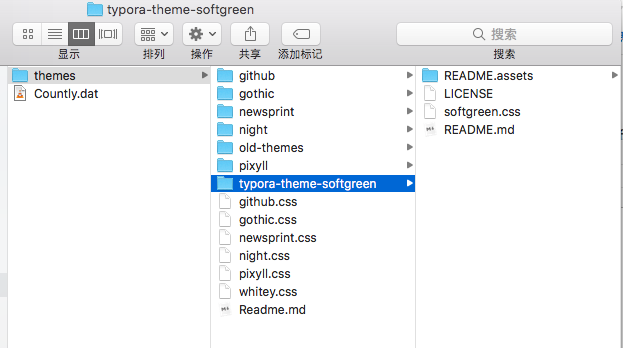 typora-theme-softgreen
显示
排列
操作
共享
添加标记
搜索
搜索
themes
Countly.dat
github
gothic
newsprint
night
old-themes
pixyll
typora-theme-softgreen
github.css
gothic.css
newsprint.css
night.css
pixyll.css
whitey.css
Readme.md
README.assets
LICENSE
softgreen.css
README.md